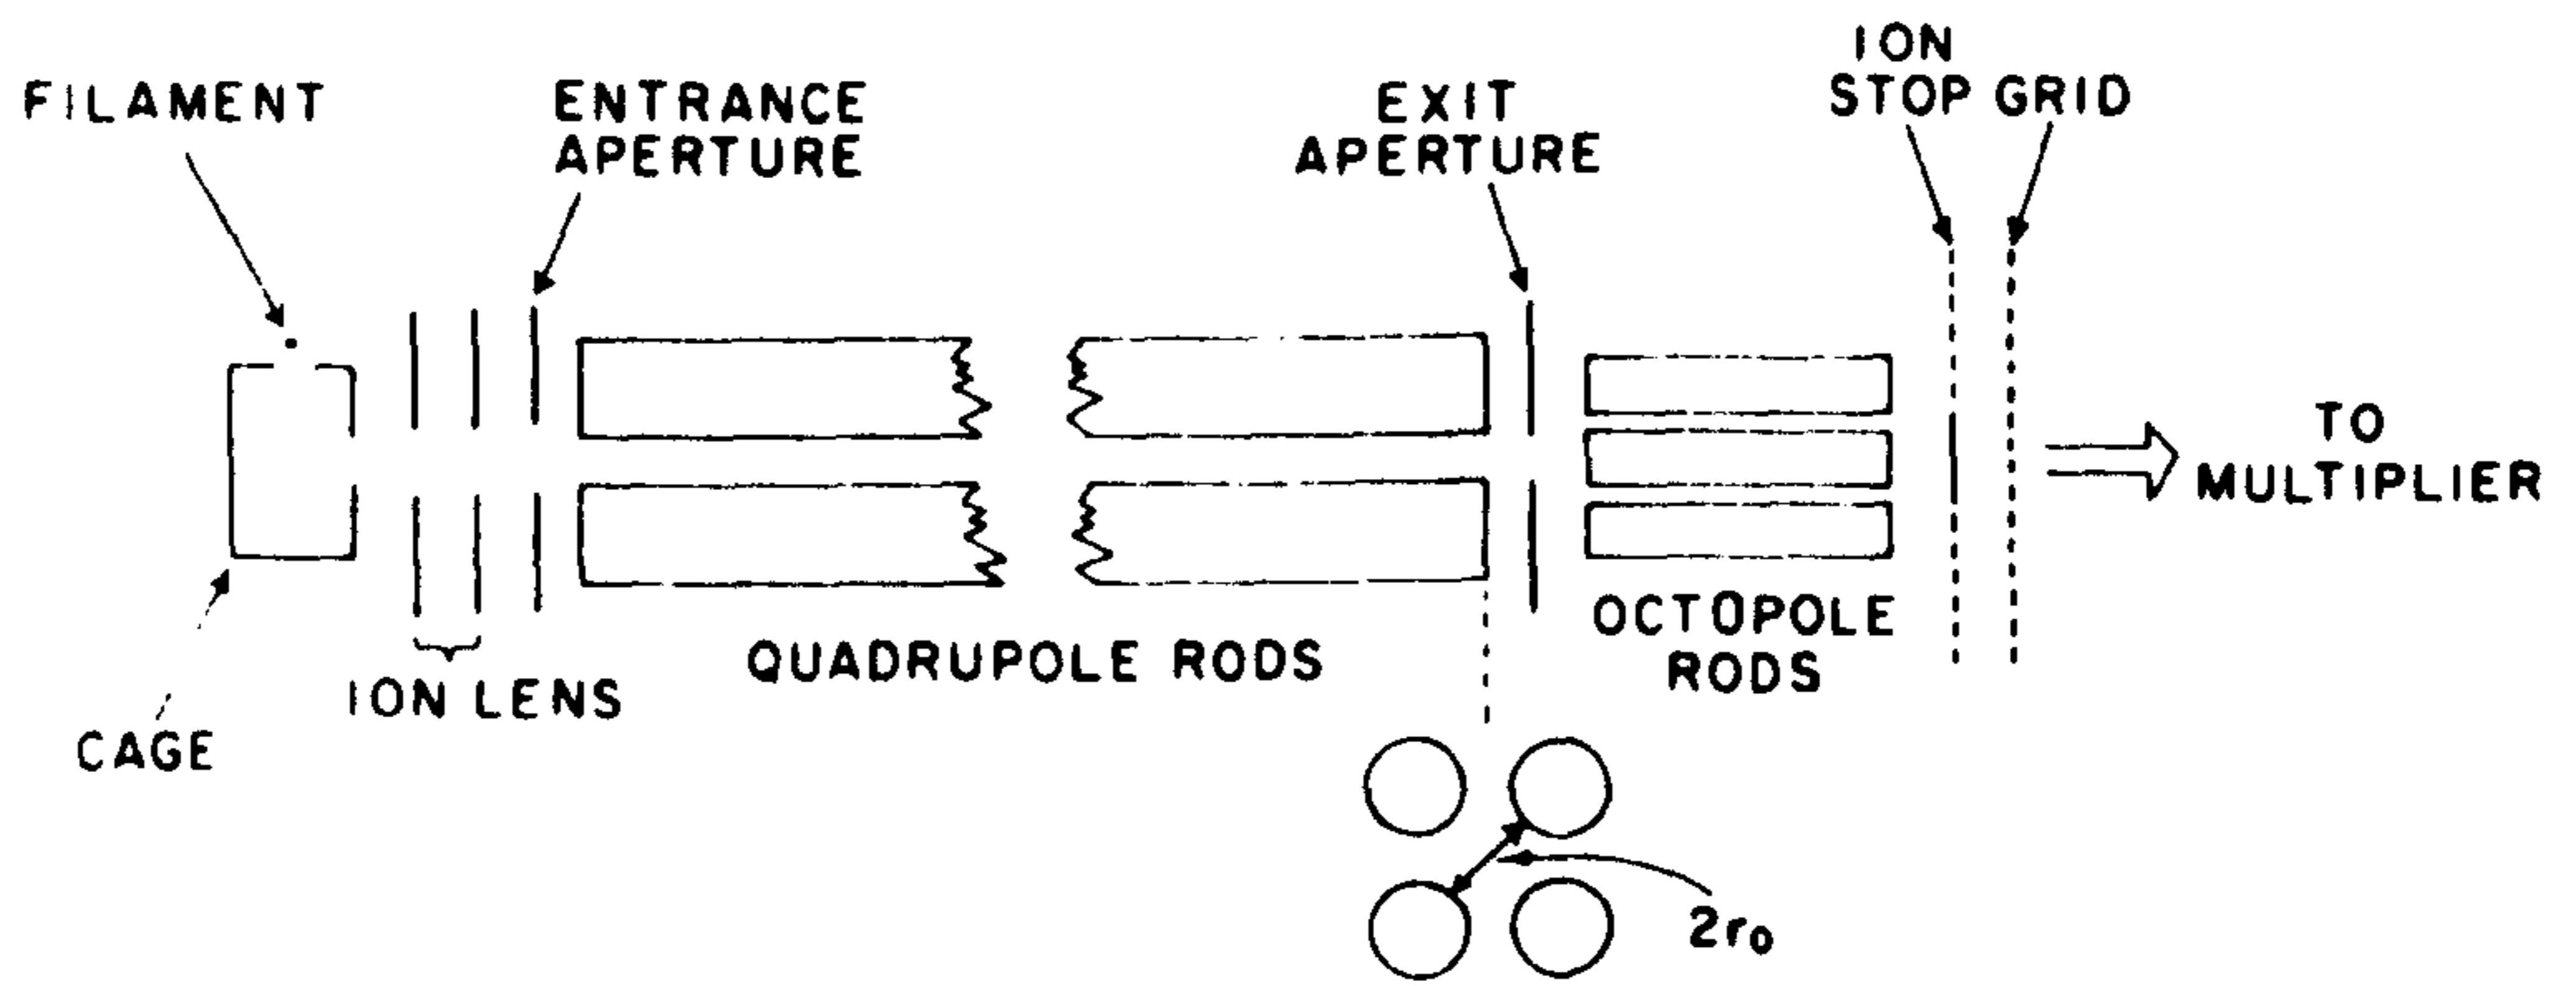 FILAMENT
ENTRANCE
APERTURE
EXIT
APERTURE
ION
STOP GRID
TO
MULTIPLIER
OCTOPOLE
RODS
QUADRUPOLE RODS
ION LENS
CAGE
2r₀